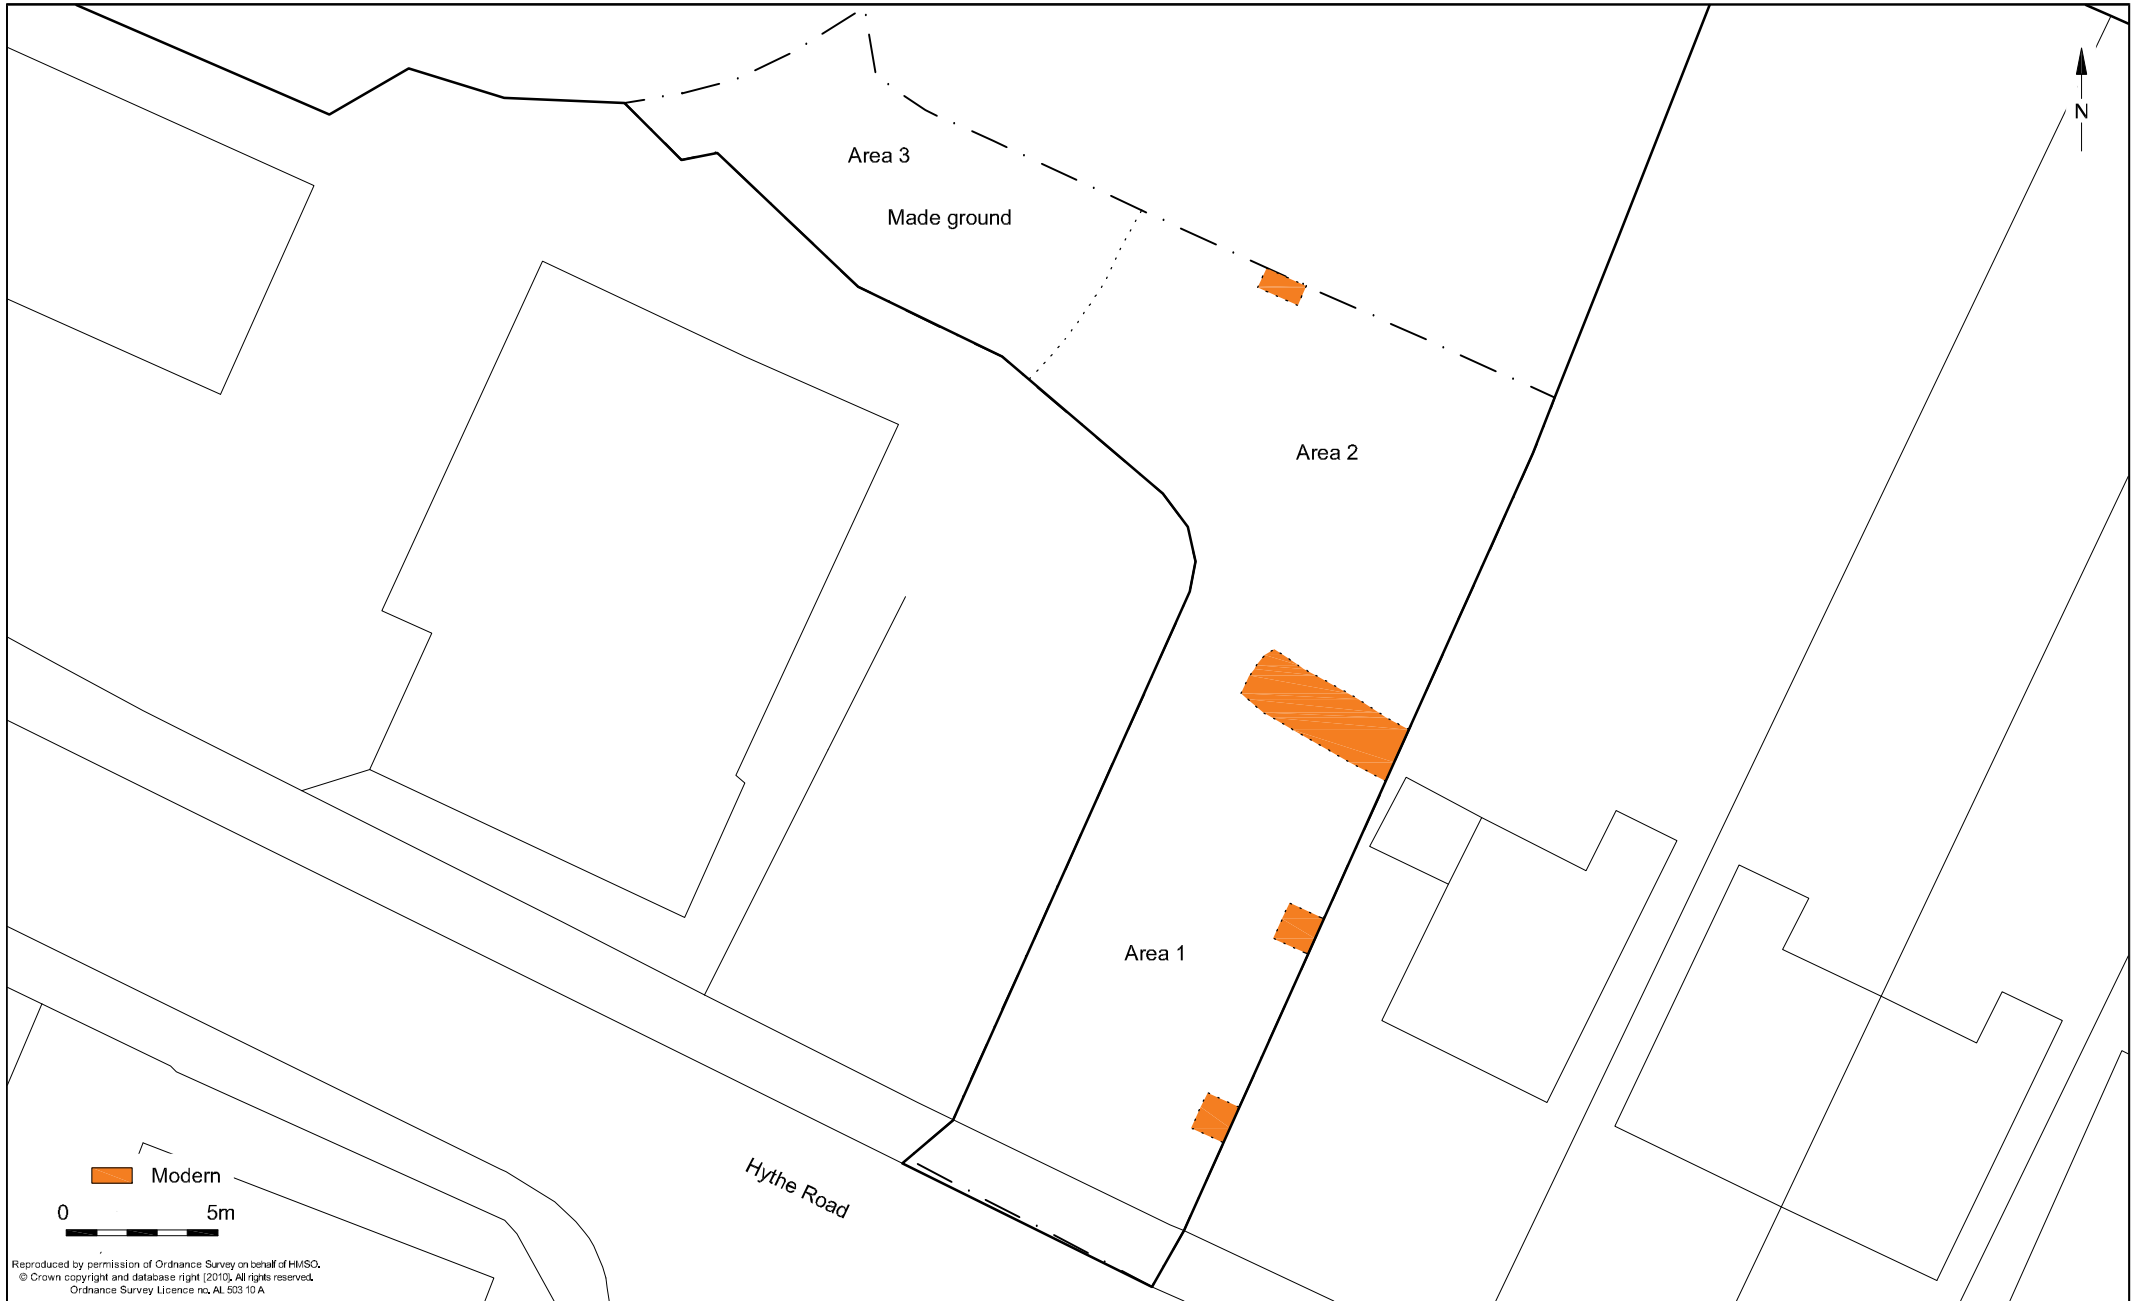 N
Area 3
Made ground
Area 2
Area 1
Hythe Road
Modern
0 5m
Reproduced by permission of Ordnance Survey on behalf of HMSO.
© Crown copyright and database right [2010]. All rights reserved.
Ordnance Survey Licence no. AL 503 10 A